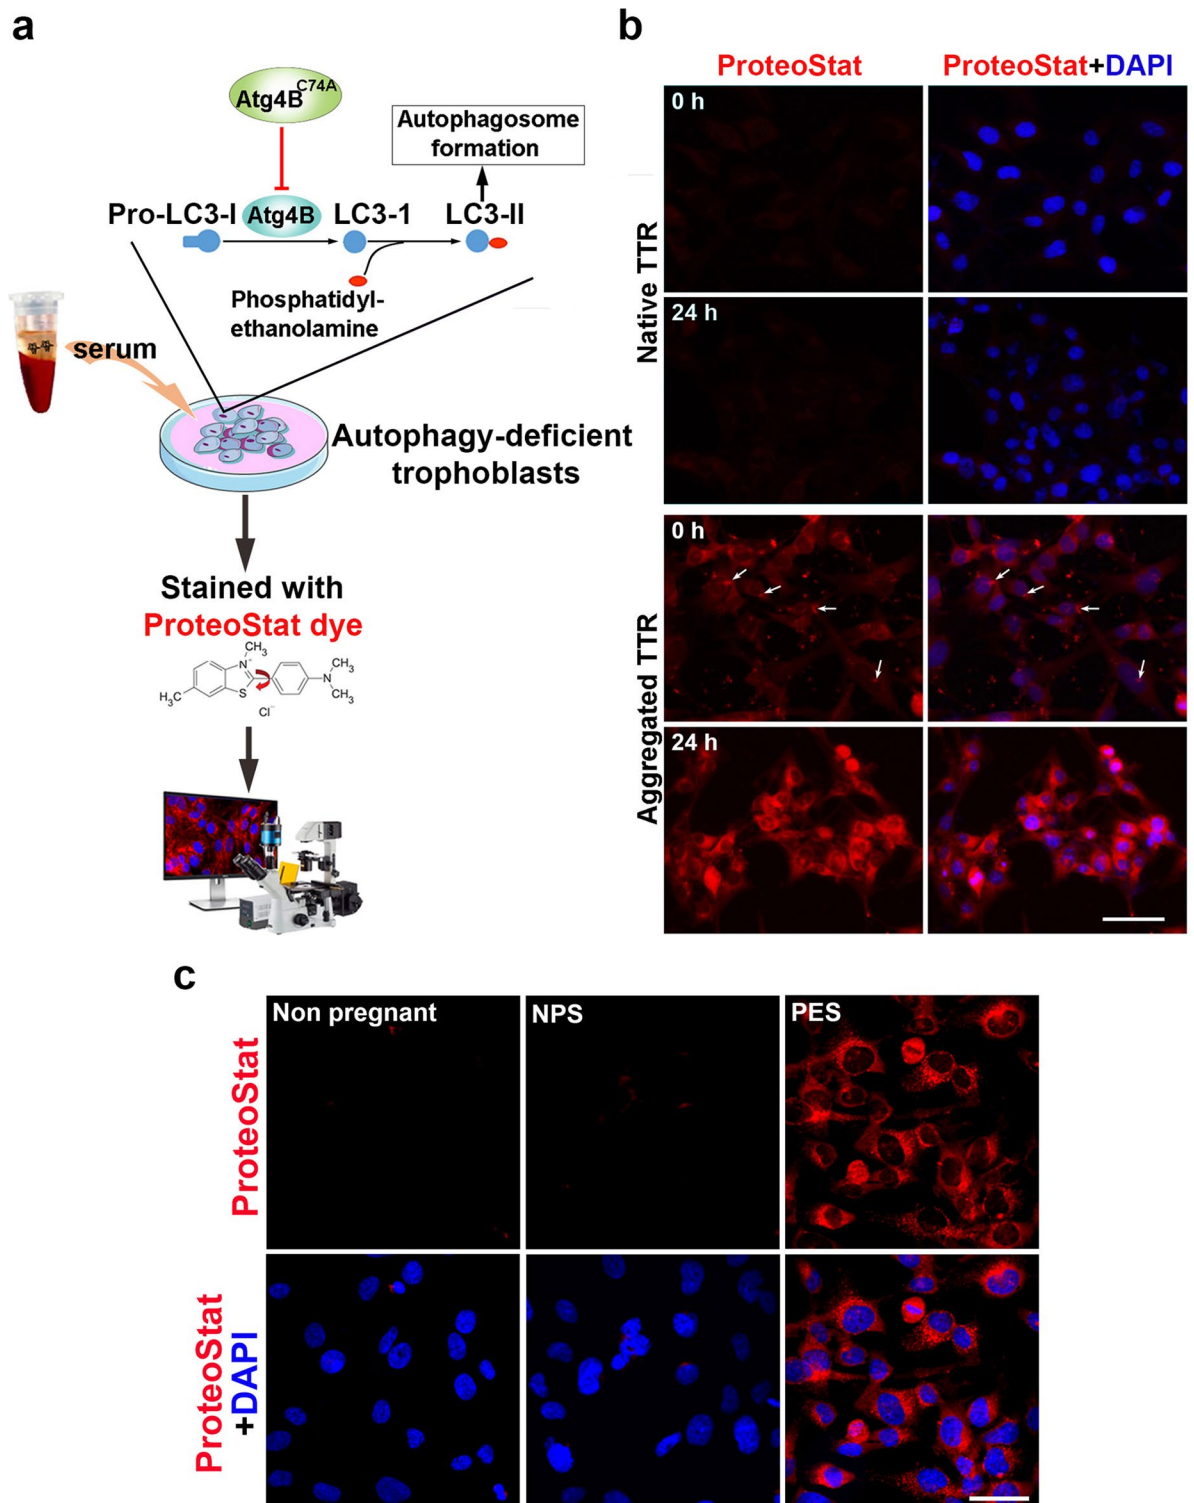 a
Atg4B^C74A
Autophagosome
formation
Pro-LC3-I
Atg4B
LC3-1
LC3-II
Phosphatidyl-
ethanolamine
serum
Autophagy-deficient
trophoblasts
Stained with
ProteoStat dye
CH₃
N⁺
H₃C
S
N
CH₃
CH₃
Cl⁻
b
ProteoStat
ProteoStat+DAPI
Native TTR
0 h
24 h
Aggregated TTR
0 h
24 h
c
Non pregnant
NPS
PES
ProteoStat
ProteoStat
+DAPI